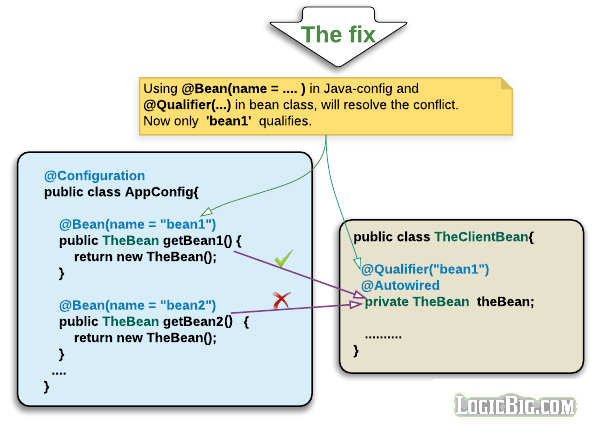 The fix
Using @Bean(name = .... ) in Java-config and
@Qualifier(...) in bean class, will resolve the conflict.
Now only 'bean1' qualifies.
@Configuration
public class AppConfig{
@Bean(name = "bean1")
public TheBean getBean1() {
return new TheBean();
}
@Bean(name = "bean2")
public TheBean getBean2() {
return new TheBean();
}
....
}
public class TheClientBean{
@Qualifier("bean1")
@Autowired
private TheBean theBean;
..........
}
LogicBig.com